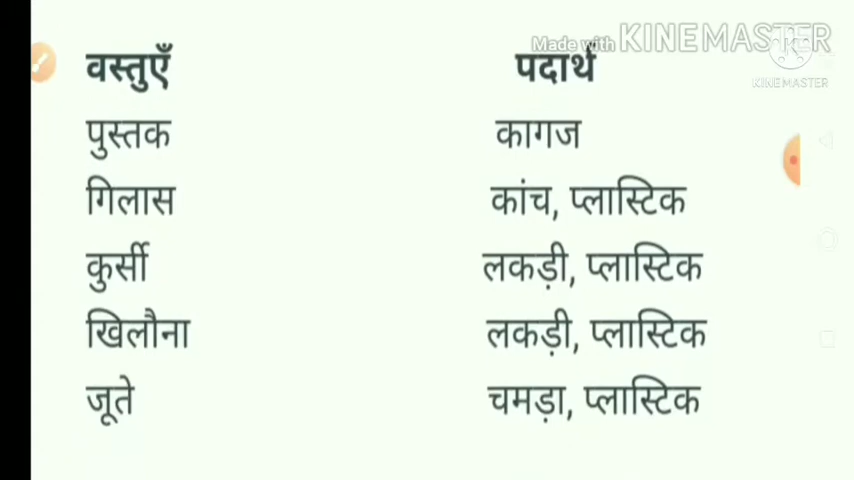 Made with KINEMASTER
KINEMASTER
वस्तुएँ पदार्थ
पुस्तक कागज
गिलास कांच, प्लास्टिक
कुर्सी लकड़ी, प्लास्टिक
खिलौना लकड़ी, प्लास्टिक
जूते चमड़ा, प्लास्टिक